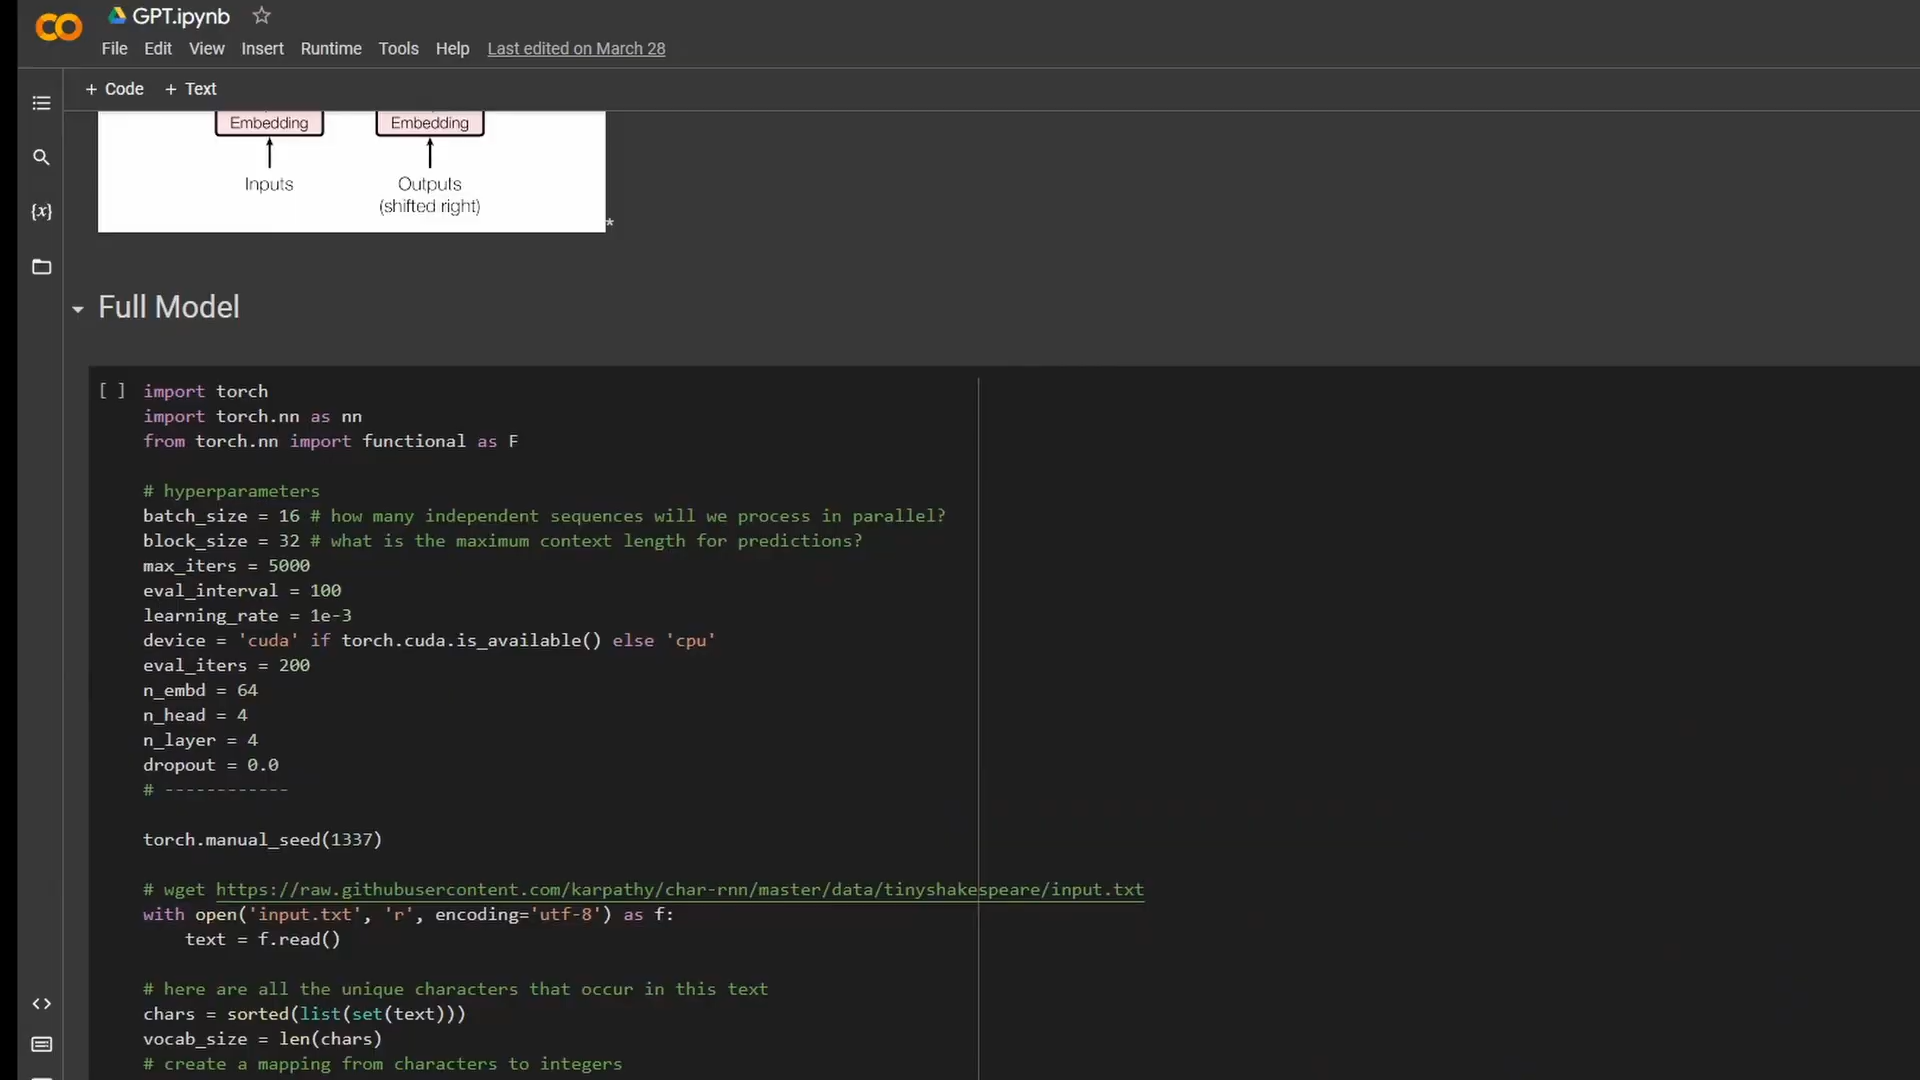 GPT.ipynb
File Edit View Insert Runtime Tools Help Last edited on March 28
+ Code + Text
Embedding Embedding
Inputs Outputs
(shifted right)
*
Full Model
[ ] import torch
import torch.nn as nn
from torch.nn import functional as F
# hyperparameters
batch_size = 16 # how many independent sequences will we process in parallel?
block_size = 32 # what is the maximum context length for predictions?
max_iters = 5000
eval_interval = 100
learning_rate = 1e-3
device = 'cuda' if torch.cuda.is_available() else 'cpu'
eval_iters = 200
n_embd = 64
n_head = 4
n_layer = 4
dropout = 0.0
# ------------
torch.manual_seed(1337)
# wget https://raw.githubusercontent.com/karpathy/char-rnn/master/data/tinyshakespeare/input.txt
with open('input.txt', 'r', encoding='utf-8') as f:
    text = f.read()
# here are all the unique characters that occur in this text
chars = sorted(list(set(text)))
vocab_size = len(chars)
# create a mapping from characters to integers